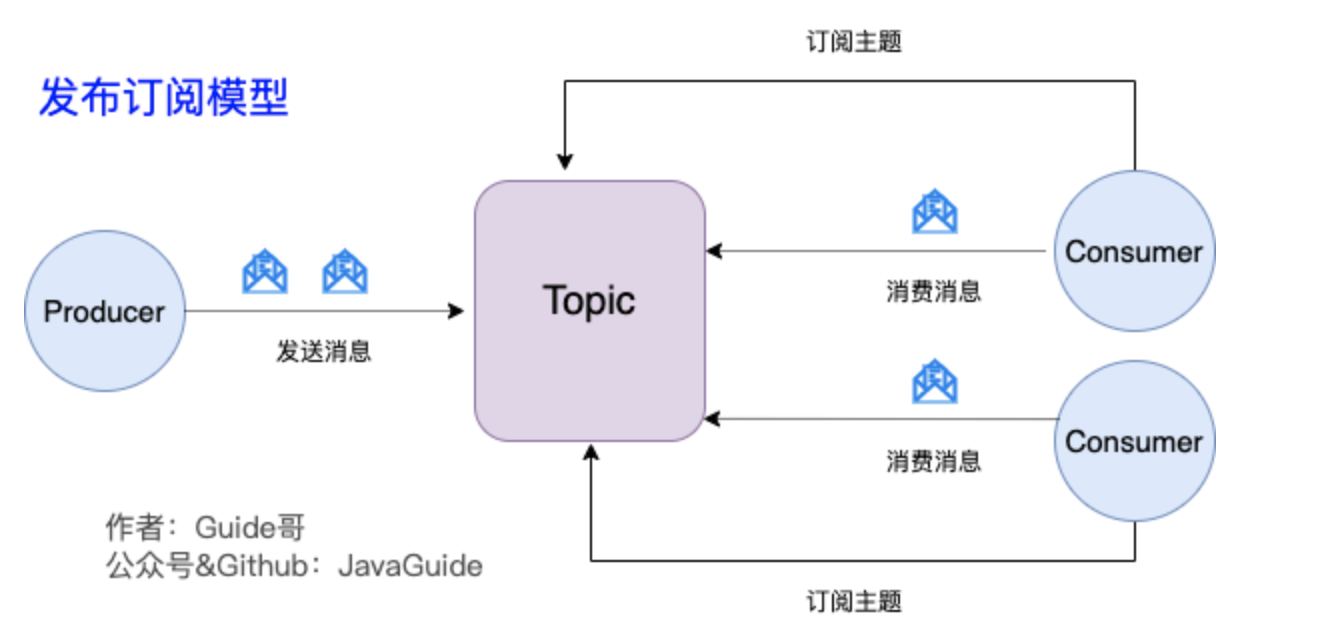 订阅主题
发布订阅模型
Producer
发送消息
Topic
Consumer
消费消息
Consumer
消费消息
订阅主题
作者：Guide哥
公众号&Github：JavaGuide